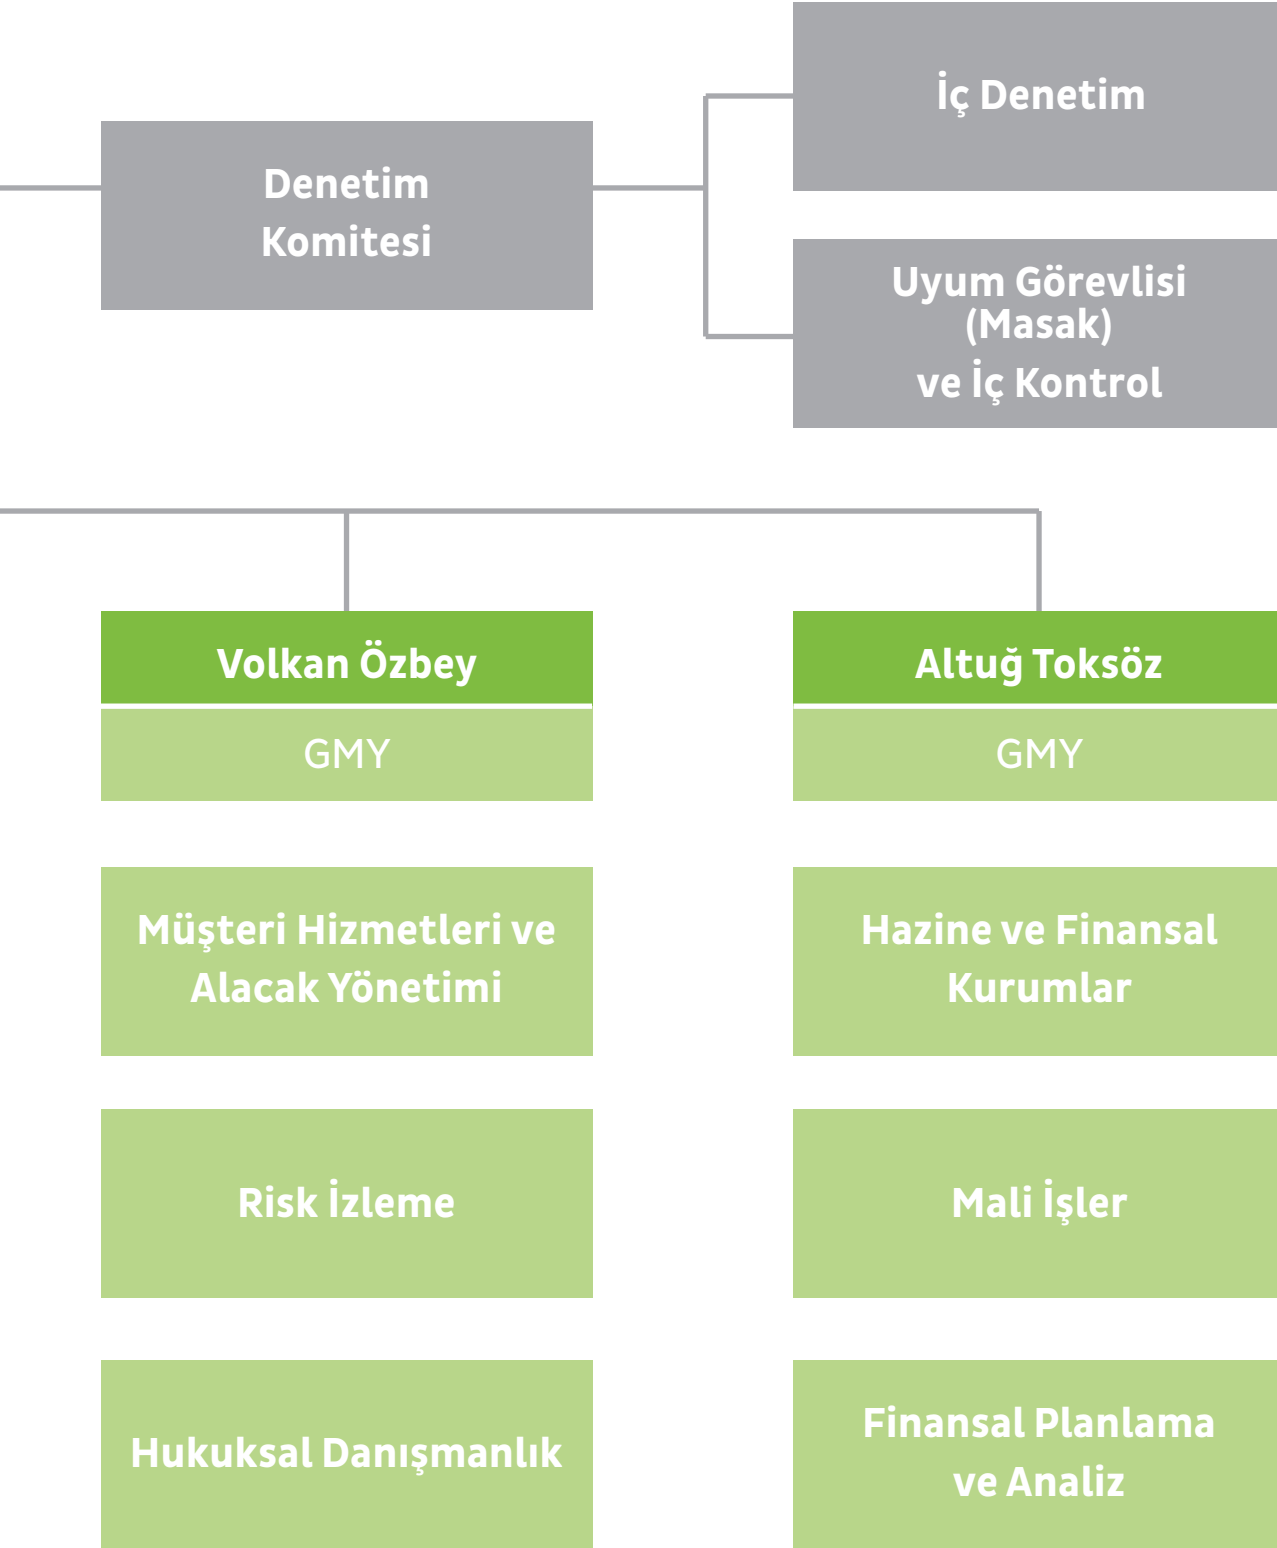 İç Denetim
Denetim
Komitesi
Uyum Görevlisi
(Masak)
ve İç Kontrol
Volkan Özbey
GMY
Altuğ Toksöz
GMY
Müşteri Hizmetleri ve
Alacak Yönetimi
Hazine ve Finansal
Kurumlar
Risk İzleme
Mali İşler
Hukuksal Danışmanlık
Finansal Planlama
ve Analiz